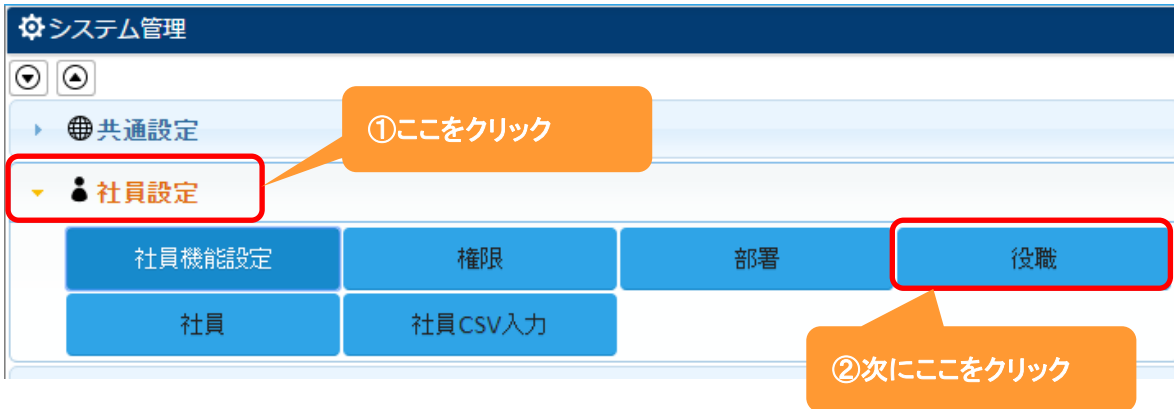 システム管理
共通設定
①ここをクリック
社員設定
社員機能設定
権限
部署
役職
社員
社員CSV入力
②次にここをクリック